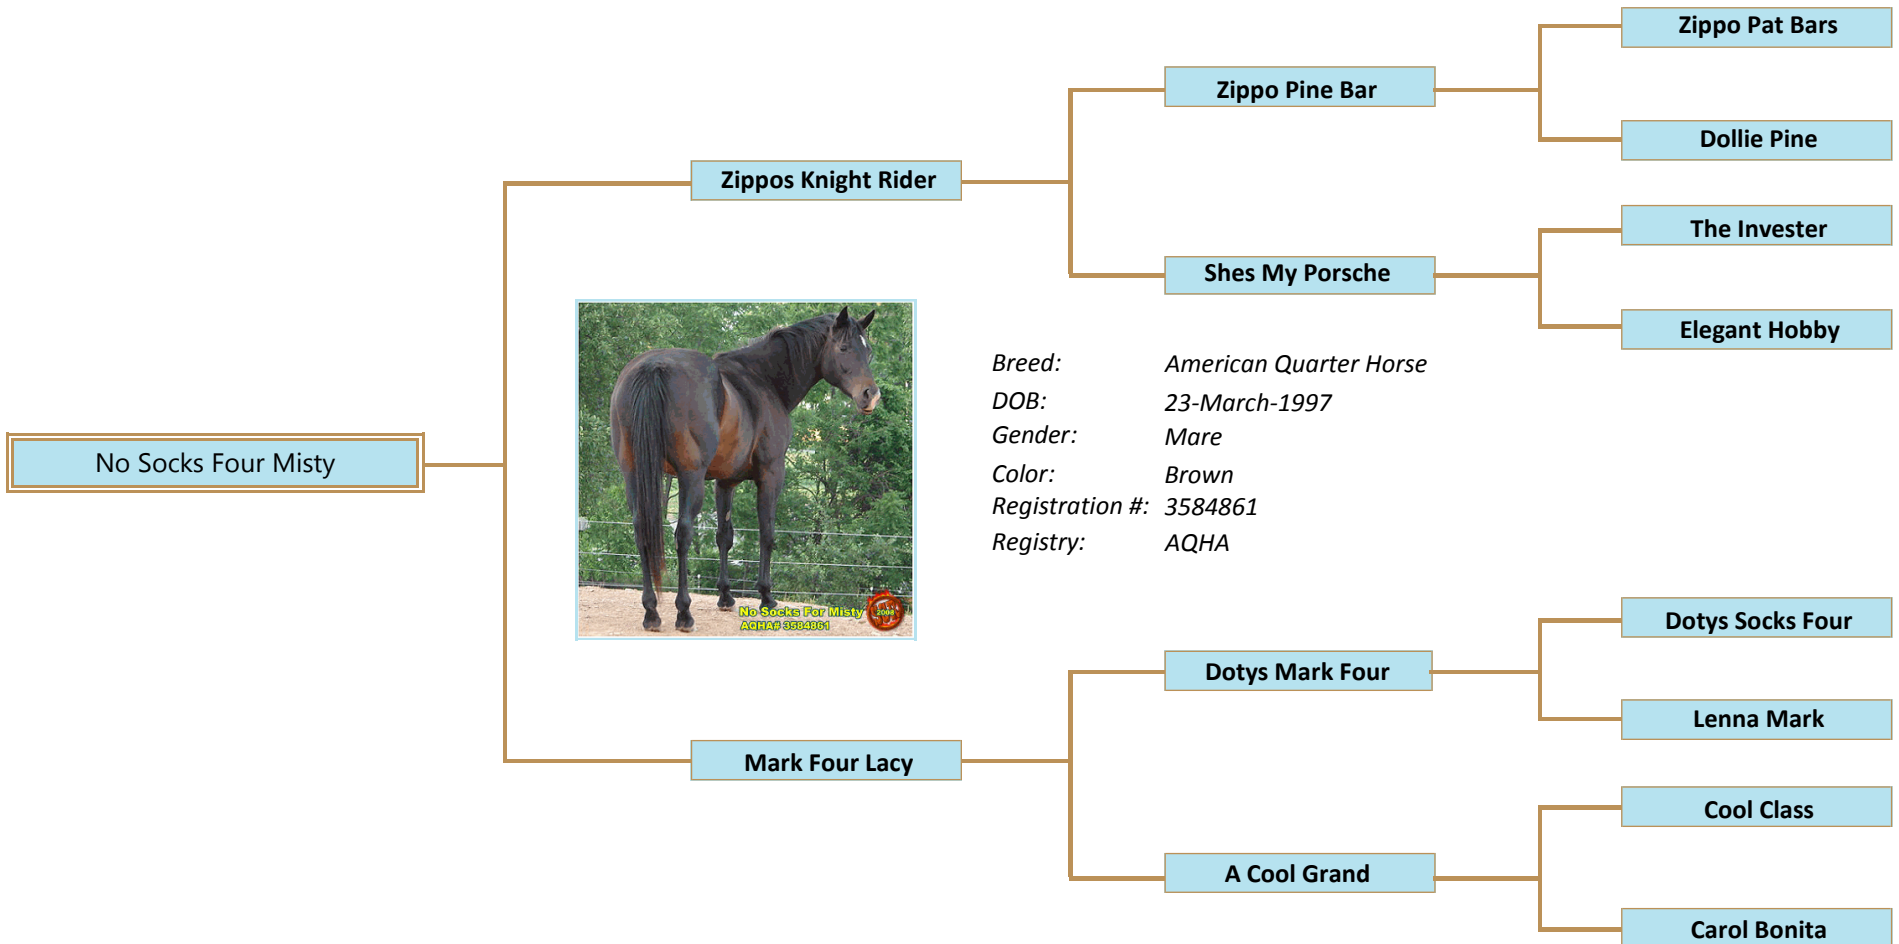 Zippo Pat Bars
Zippo Pine Bar
Dollie Pine
Zippos Knight Rider
The Invester
Shes My Porsche
Elegant Hobby
Breed: American Quarter Horse
DOB: 23-March-1997
Gender: Mare
No Socks Four Misty
Color: Brown
Registration #: 3584861
Registry: AQHA
No Socks For Misty
AQHA# 3584861
2008
Dotys Socks Four
Dotys Mark Four
Lenna Mark
Mark Four Lacy
Cool Class
A Cool Grand
Carol Bonita